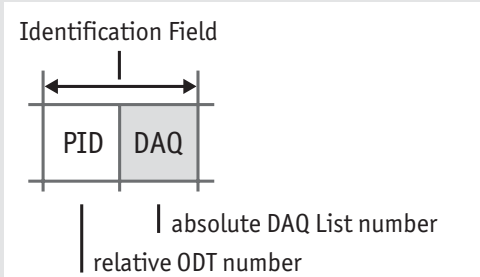 Identification Field
PID DAQ
absolute DAQ List number
relative ODT number